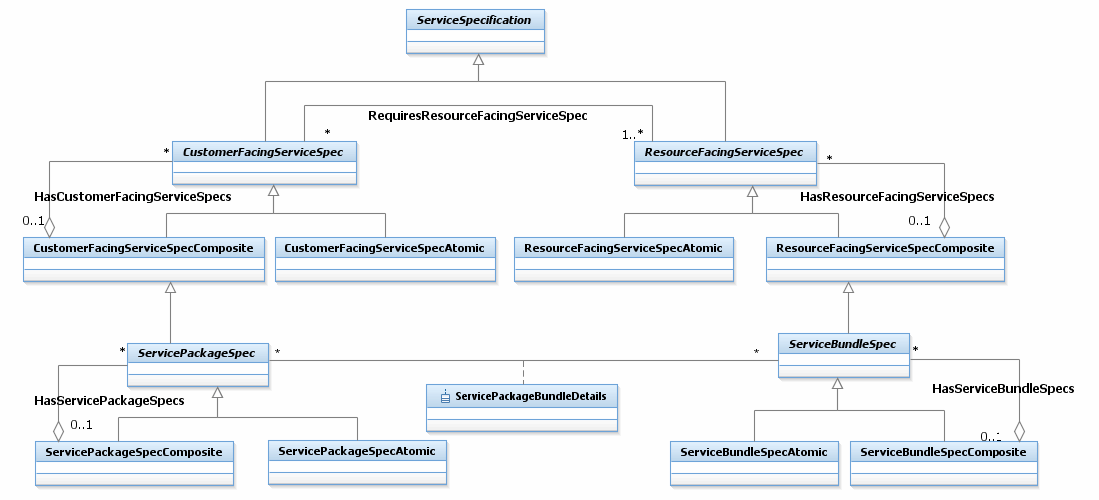 ServiceSpecification
RequiresResourceFacingServiceSpec
*
1..*
*
CustomerFacingServiceSpec
ResourceFacingServiceSpec
*
HasCustomerFacingServiceSpecs
HasResourceFacingServiceSpecs
0..1
0..1
CustomerFacingServiceSpecComposite
CustomerFacingServiceSpecAtomic
ResourceFacingServiceSpecAtomic
ResourceFacingServiceSpecComposite
*
ServicePackageSpec
*
*
ServiceBundleSpec
*
HasServicePackageSpecs
ServicePackageBundleDetails
HasServiceBundleSpecs
0..1
0..
ServicePackageSpecComposite
ServicePackageSpecAtomic
ServiceBundleSpecAtomic
ServiceBundleSpecComposite